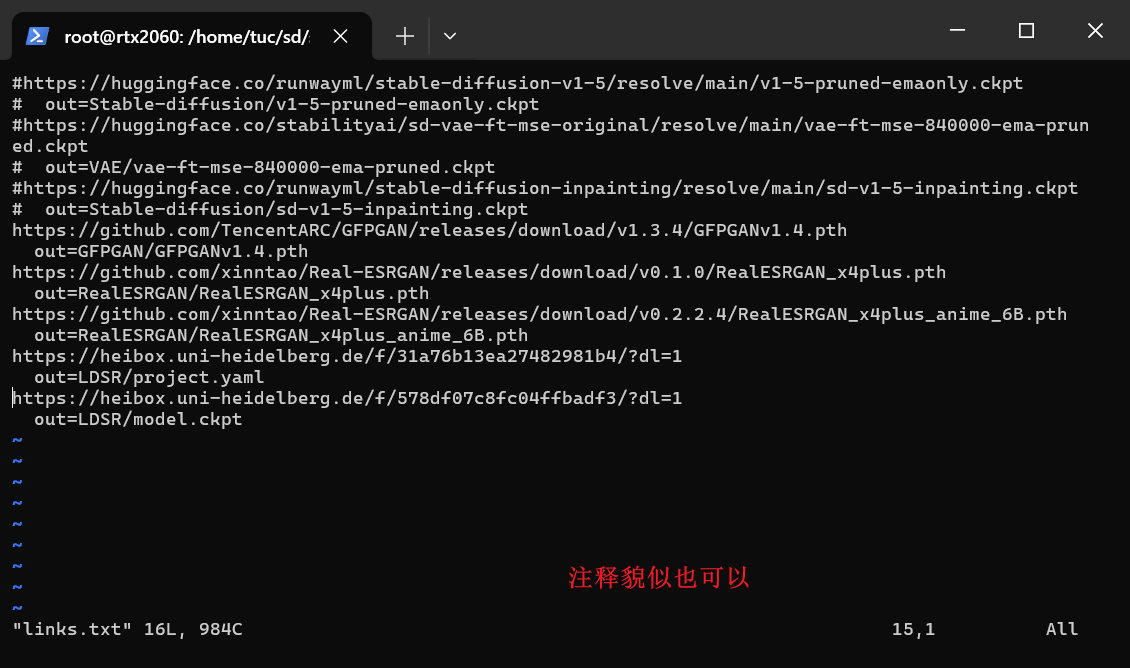 root@rtx2060: /home/tuc/sd/
#https://huggingface.co/runwayml/stable-diffusion-v1-5/resolve/main/v1-5-pruned-emaonly.ckpt
#  out=Stable-diffusion/v1-5-pruned-emaonly.ckpt
#https://huggingface.co/stabilityai/sd-vae-ft-mse-original/resolve/main/vae-ft-mse-840000-ema-prun
ed.ckpt
#  out=VAE/vae-ft-mse-840000-ema-pruned.ckpt
#https://huggingface.co/runwayml/stable-diffusion-inpainting/resolve/main/sd-v1-5-inpainting.ckpt
#  out=Stable-diffusion/sd-v1-5-inpainting.ckpt
https://github.com/TencentARC/GFPGAN/releases/download/v1.3.4/GFPGANv1.4.pth
  out=GFPGAN/GFPGANv1.4.pth
https://github.com/xinntao/Real-ESRGAN/releases/download/v0.1.0/RealESRGAN_x4plus.pth
  out=RealESRGAN/RealESRGAN_x4plus.pth
https://github.com/xinntao/Real-ESRGAN/releases/download/v0.2.2.4/RealESRGAN_x4plus_anime_6B.pth
  out=RealESRGAN/RealESRGAN_x4plus_anime_6B.pth
https://heibox.uni-heidelberg.de/f/31a76b13ea27482981b4/?dl=1
  out=LDSR/project.yaml
https://heibox.uni-heidelberg.de/f/578df07c8fc04ffbadf3/?dl=1
  out=LDSR/model.ckpt
~
~
~
~
~
~
~
~
~
注释貌似也可以
"links.txt" 16L, 984C 15,1 All